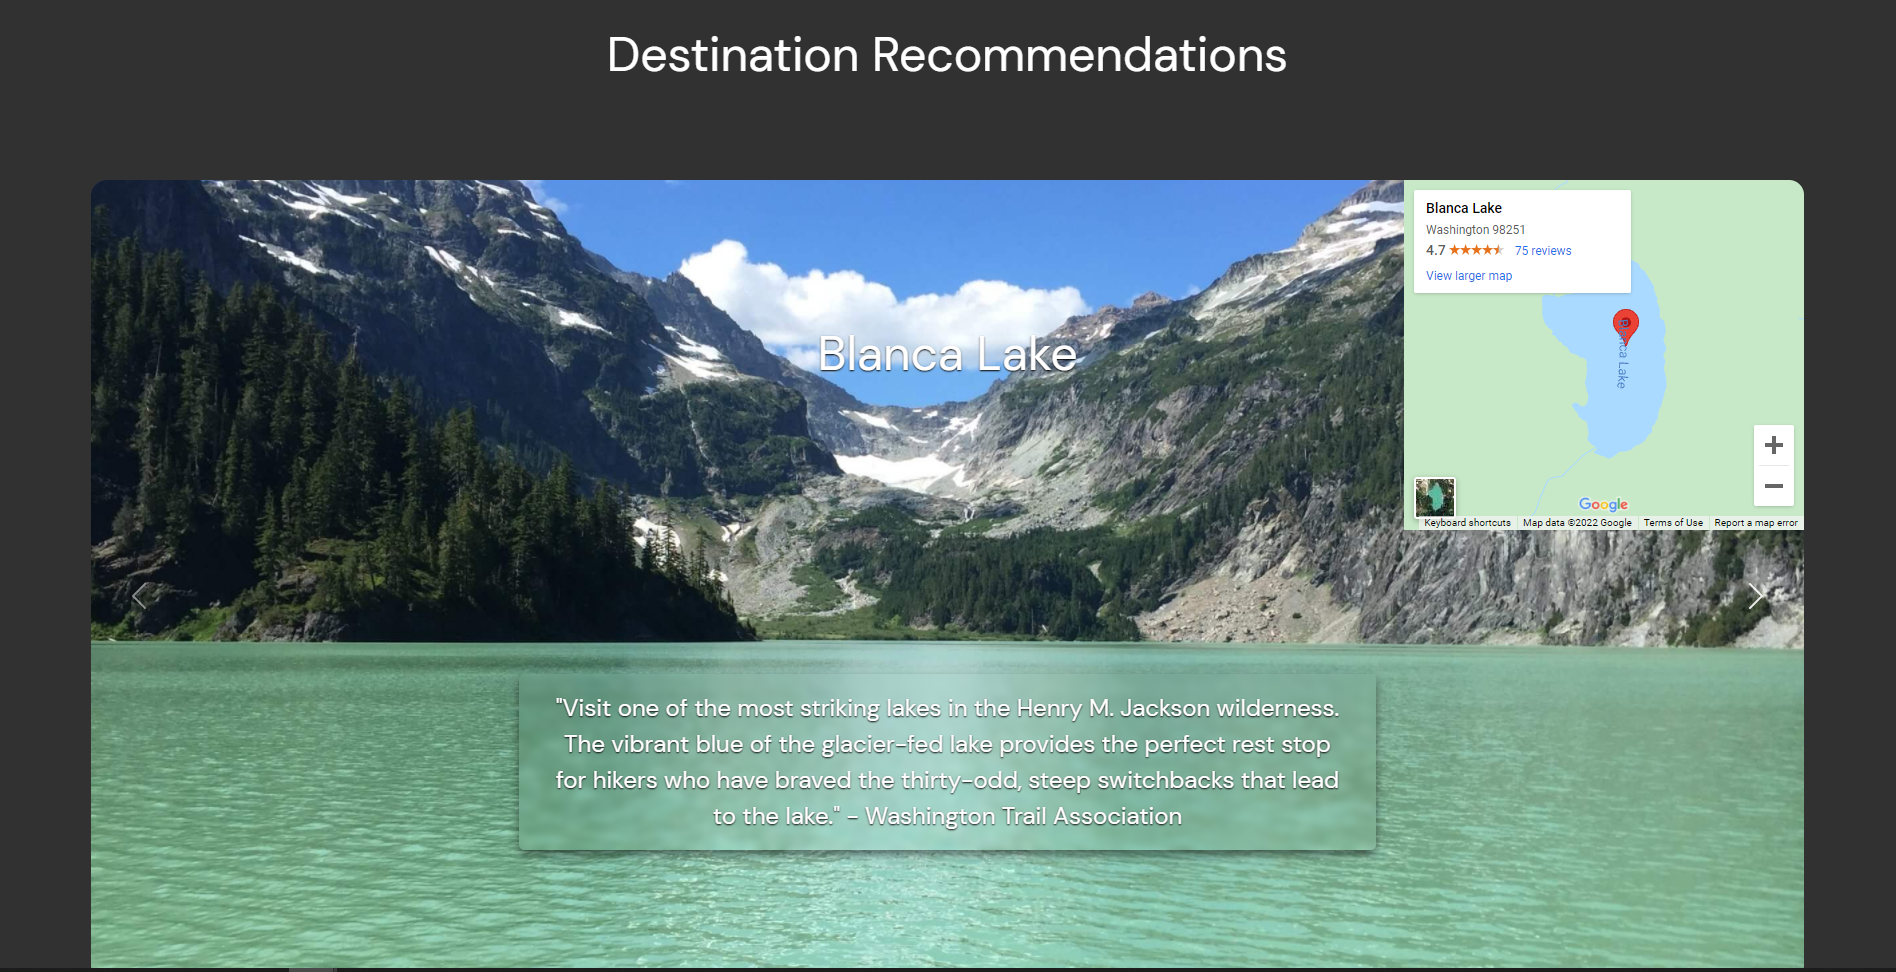 Destination Recommendations
Blanca Lake
Washington 98251
4.7 75 reviews
View larger map
Blanca Lake
nca Lake
Google
Keyboard shortcuts Map data ©2022 Google Terms of Use Report a map error
"Visit one of the most striking lakes in the Henry M. Jackson wilderness.
The vibrant blue of the glacier-fed lake provides the perfect rest stop
for hikers who have braved the thirty-odd, steep switchbacks that lead
to the lake." - Washington Trail Association